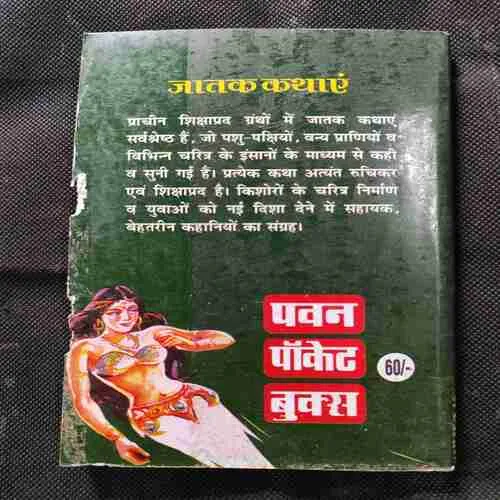 जातक कथाएं
प्राचीन शिक्षाप्रद ग्रंथों में जातक कथाएं
सर्वश्रेष्ठ हैं, जो पशु-पक्षियों, वन्य प्राणियों व
विभिन्न चरित्र के इंसानों के माध्यम से कही
व सुनी गई हैं। प्रत्येक कथा अत्यंत रुचिकर
एवं शिक्षाप्रद है। किशोरों के चरित्र निर्माण
व युवाओं को नई दिशा देने में सहायक,
बेहतरीन कहानियों का संग्रह।
पवन
पॉकेट
बुक्स
60/-